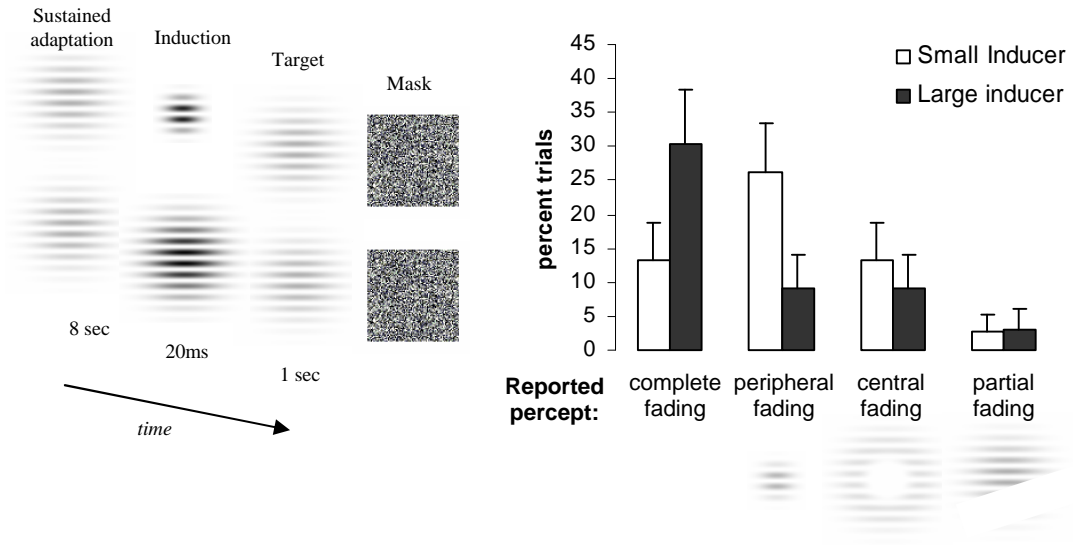 Sustained
adaptation
Induction
Target
Mask
8 sec
20ms
1 sec
time
45
40
35
30
25
20
15
10
5
0
percent trials
Small Inducer
Large inducer
Reported
percept:
complete
fading
peripheral
fading
central
fading
partial
fading